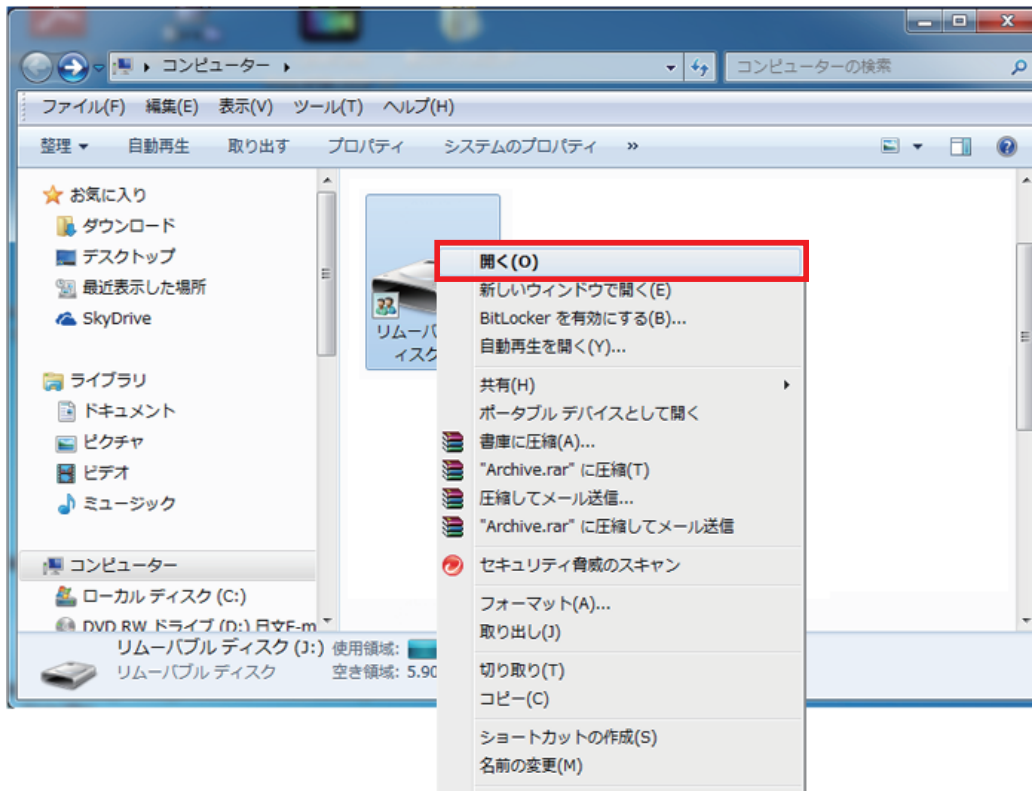 コンピューター
コンピューターの検索
ファイル(F) 編集(E) 表示(V) ツール(T) ヘルプ(H)
整理 自動再生 取り出す プロパティ システムのプロパティ »
お気に入り
ダウンロード
デスクトップ
最近表示した場所
SkyDrive
ライブラリ
ドキュメント
ピクチャ
ビデオ
ミュージック
コンピューター
ローカル ディスク (C:)
DVD RW ドライブ (D:) 日文E-m
リムーバ
ィスク
開く(O)
新しいウィンドウで開く(E)
BitLocker を有効にする(B)...
自動再生を開く(Y)...
共有(H)
ポータブル デバイスとして開く
書庫に圧縮(A)...
"Archive.rar" に圧縮(T)
圧縮してメール送信...
"Archive.rar" に圧縮してメール送信
セキュリティ脅威のスキャン
フォーマット(A)...
取り出し(J)
切り取り(T)
コピー(C)
ショートカットの作成(S)
名前の変更(M)
リムーバブル ディスク (J:) 使用領域:
リムーバブル ディスク 空き領域: 5.90